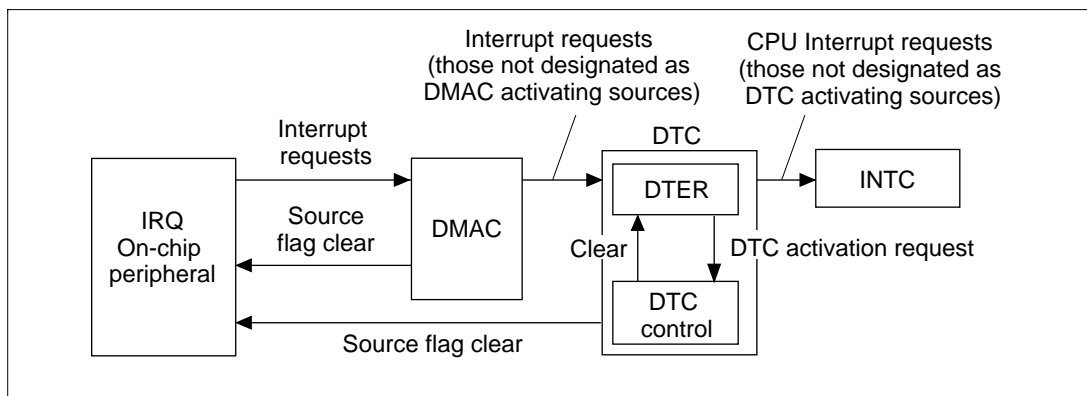 Interrupt requests
(those not designated as
DMAC activating sources)
CPU Interrupt requests
(those not designated as
DTC activating sources)
Interrupt
requests
DTC
IRQ
On-chip
peripheral
DMAC
DTER
INTC
Source
flag clear
Clear
DTC activation request
DTC
control
Source flag clear